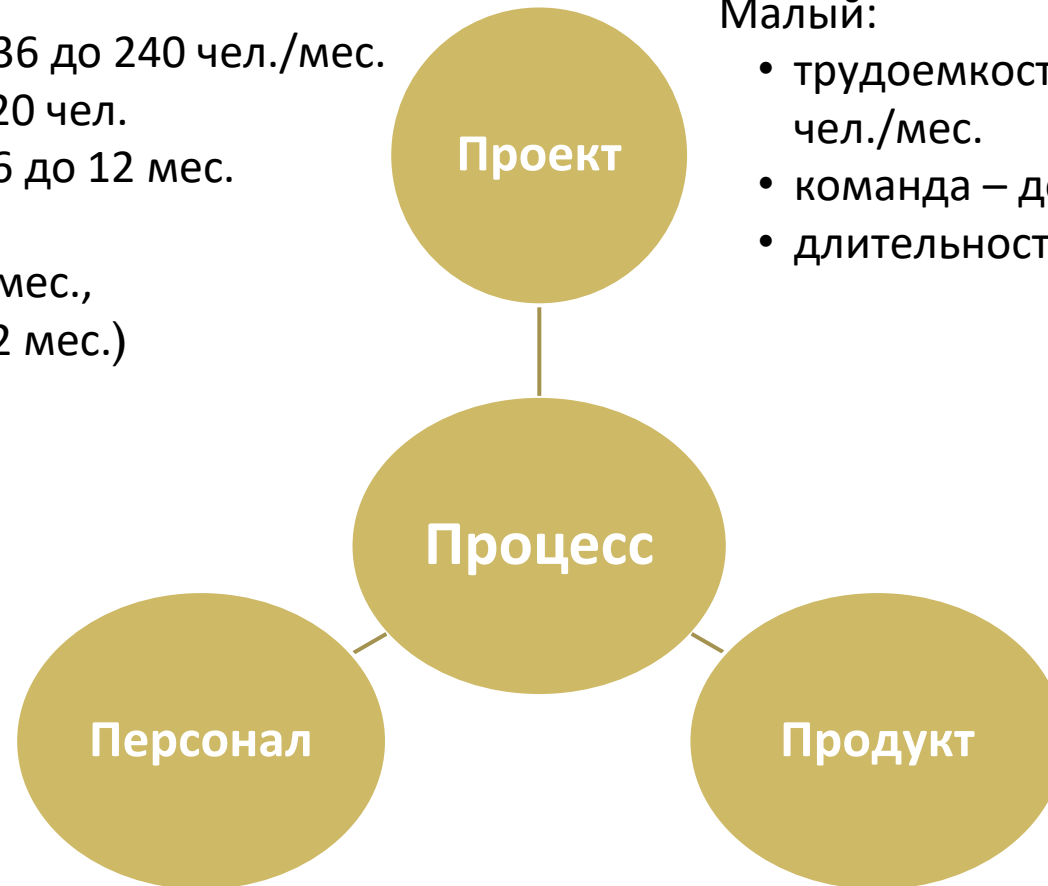 36 до 240 чел./мес.
20 чел.
6 до 12 мес.
мес.,
2 мес.)
Проект
Малый:
• трудоемкост
чел./мес.
• команда – д
• длительност
Процесс
Персонал
Продукт